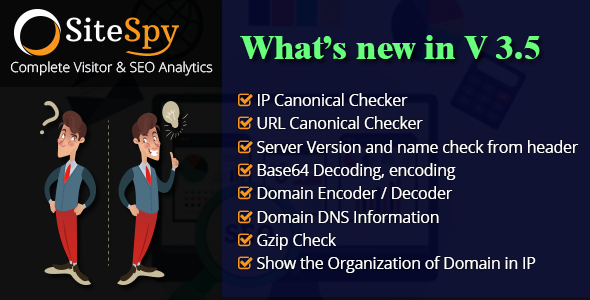 SiteSpy
Complete Visitor & SEO Analytics
What's new in V 3.5
IP Canonical Checker
URL Canonical Checker
Server Version and name check from header
Base64 Decoding, encoding
Domain Encoder / Decoder
Domain DNS Information
Gzip Check
Show the Organization of Domain in IP
?
SEO